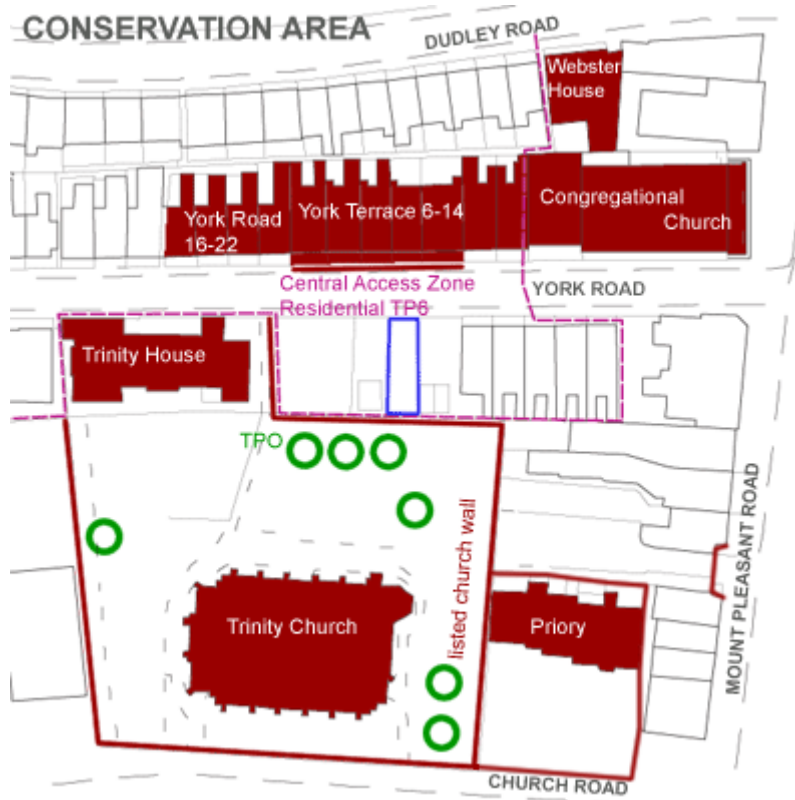 CONSERVATION AREA
DUDLEY ROAD
Webster
House
York Road
16-22
York Terrace 6-14
Congregational
Church
Central Access Zone
Residential TP6
YORK ROAD
Trinity House
TPO
listed church wall
MOUNT PLEASANT ROAD
Trinity Church
Priory
CHURCH ROAD